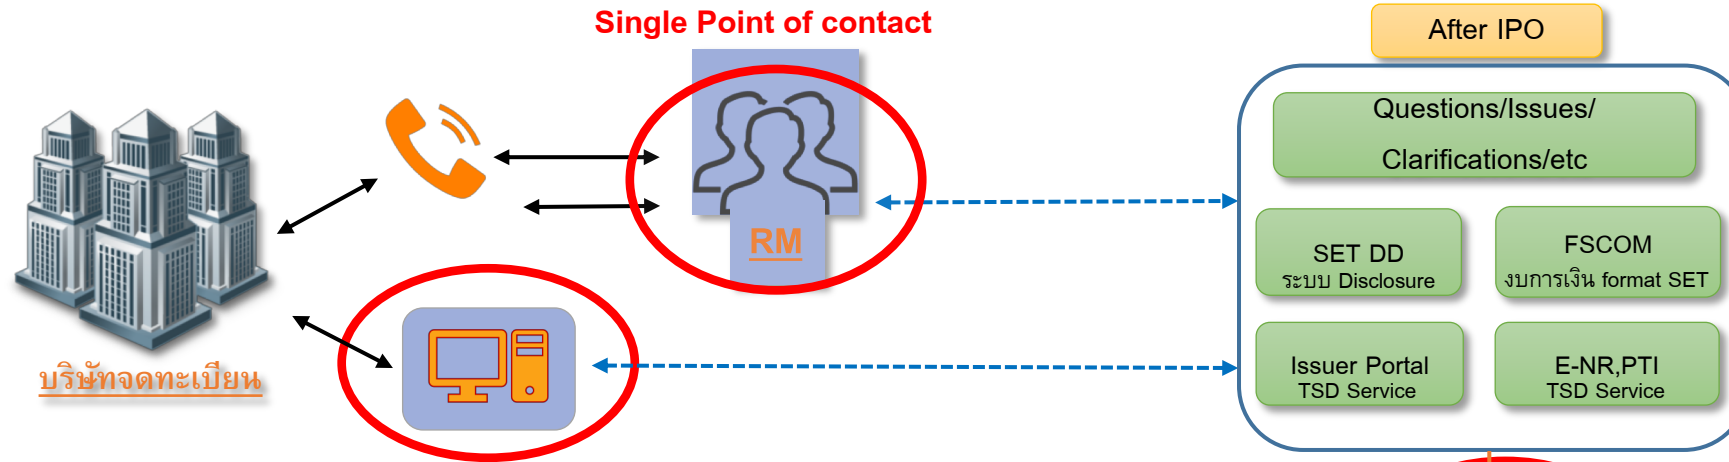 Single Point of contact
After IPO
Questions/Issues/
Clarifications/etc
RM
SET DD
ระบบ Disclosure
FSCOM
งบการเงิน format SET
บริษัทจดทะเบียน
Issuer Portal
TSD Service
E-NR,PTI
TSD Service